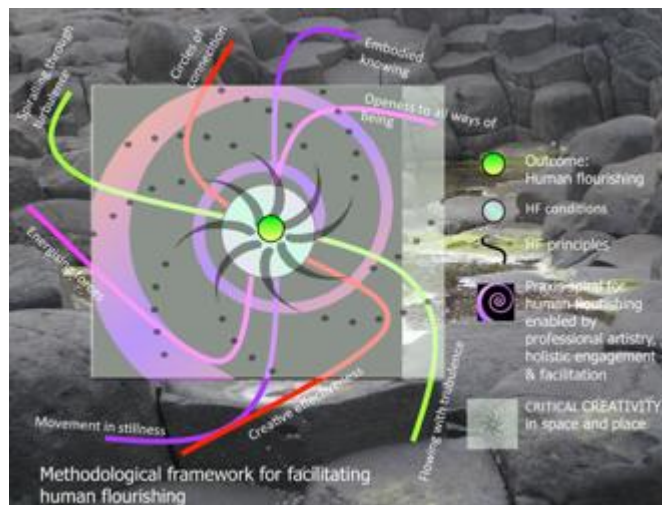 Spiralling through
turbulence
Circles of
connection
Embodied
knowing
Openess to all ways of
being
Outcome:
Human flourishing
HF conditions
HF principles
Praxis spiral for
human flourishing
enabled by
professional artistry,
holistic engagement
& facilitation
CRITICAL CREATIVITY
in space and place
Energising forces
Movement in stillness
Creative effectiveness
Flowing with turbulence
Methodological framework for facilitating
human flourishing